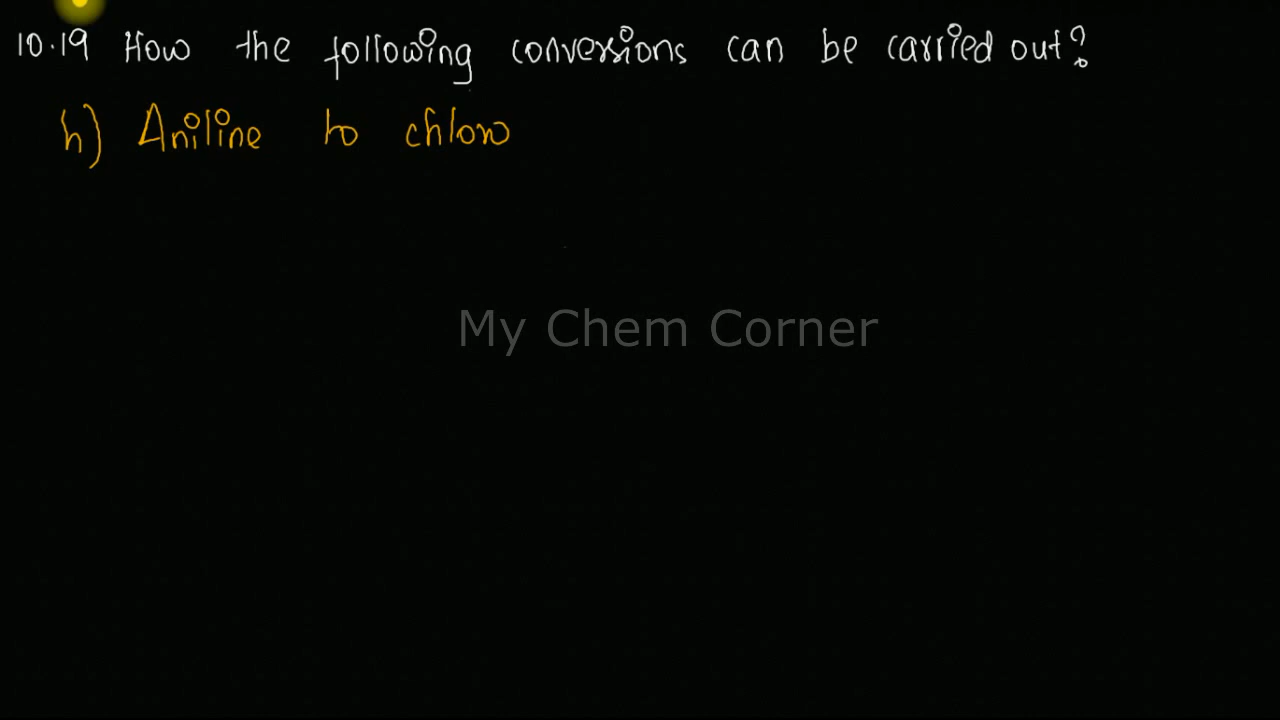 10.19 How the following conversions can be carried out?
h) Aniline to chloro
My Chem Corner